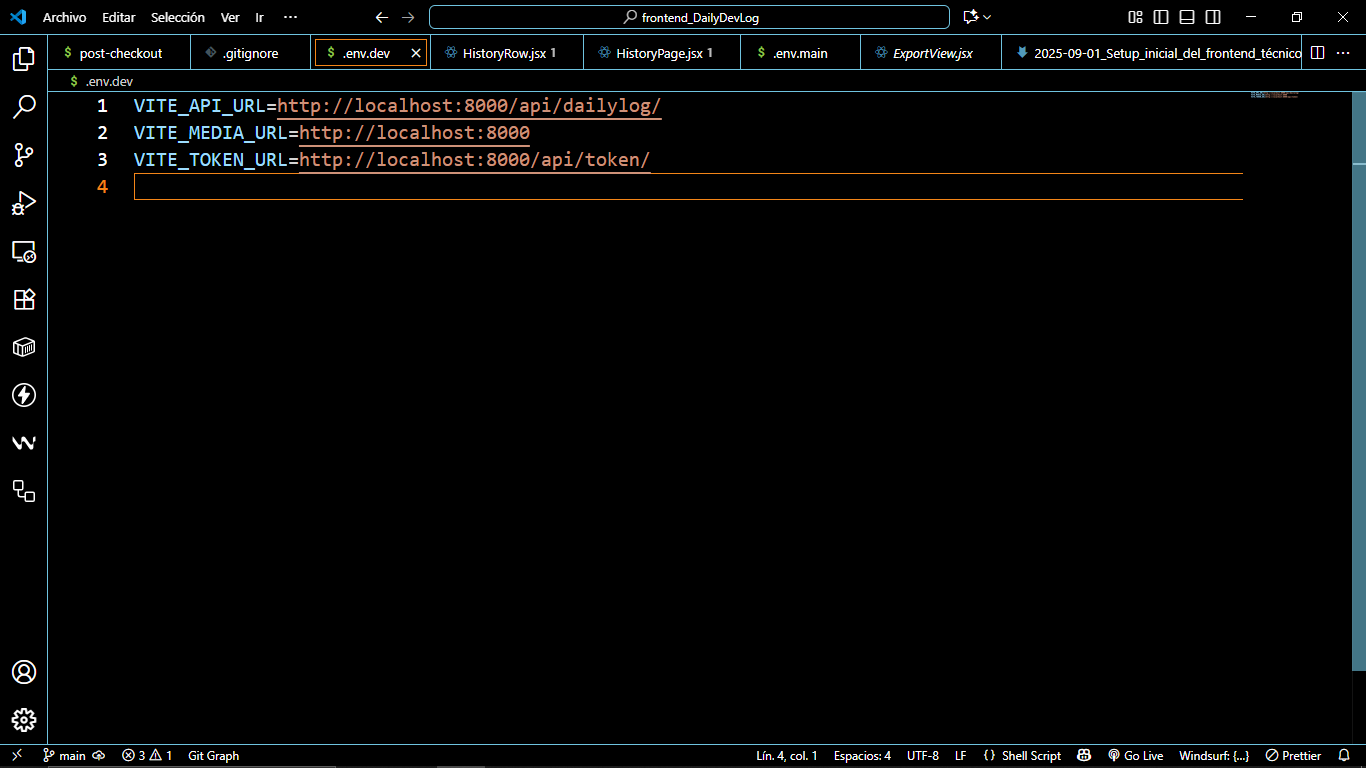 Archivo Editar Selección Ver Ir ··· frontend_DailyDevLog
$ post-checkout .gitignore $ .env.dev HistoryRow.jsx 1 HistoryPage.jsx 1 $ .env.main ExportView.jsx 2025-09-01_Setup_inicial_del_frontend_técnico ···
$ .env.dev
1 VITE_API_URL=http://localhost:8000/api/dailylog/
2 VITE_MEDIA_URL=http://localhost:8000
3 VITE_TOKEN_URL=http://localhost:8000/api/token/
4
main 3 1 Git Graph Lín. 4, col. 1 Espacios: 4 UTF-8 LF {} Shell Script Go Live Windsurf: {...} Prettier